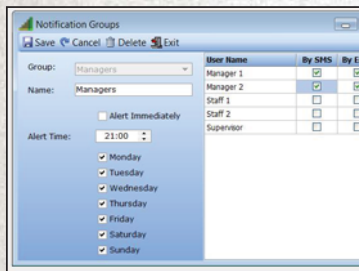 Notification Groups
Save Cancel Delete Exit
Group: Managers
Name: Managers
Alert Immediately
Alert Time: 21:00
Monday
Tuesday
Wednesday
Thursday
Friday
Saturday
Sunday
User Name By SMS By E
Manager 1
Manager 2
Staff 1
Staff 2
Supervisor